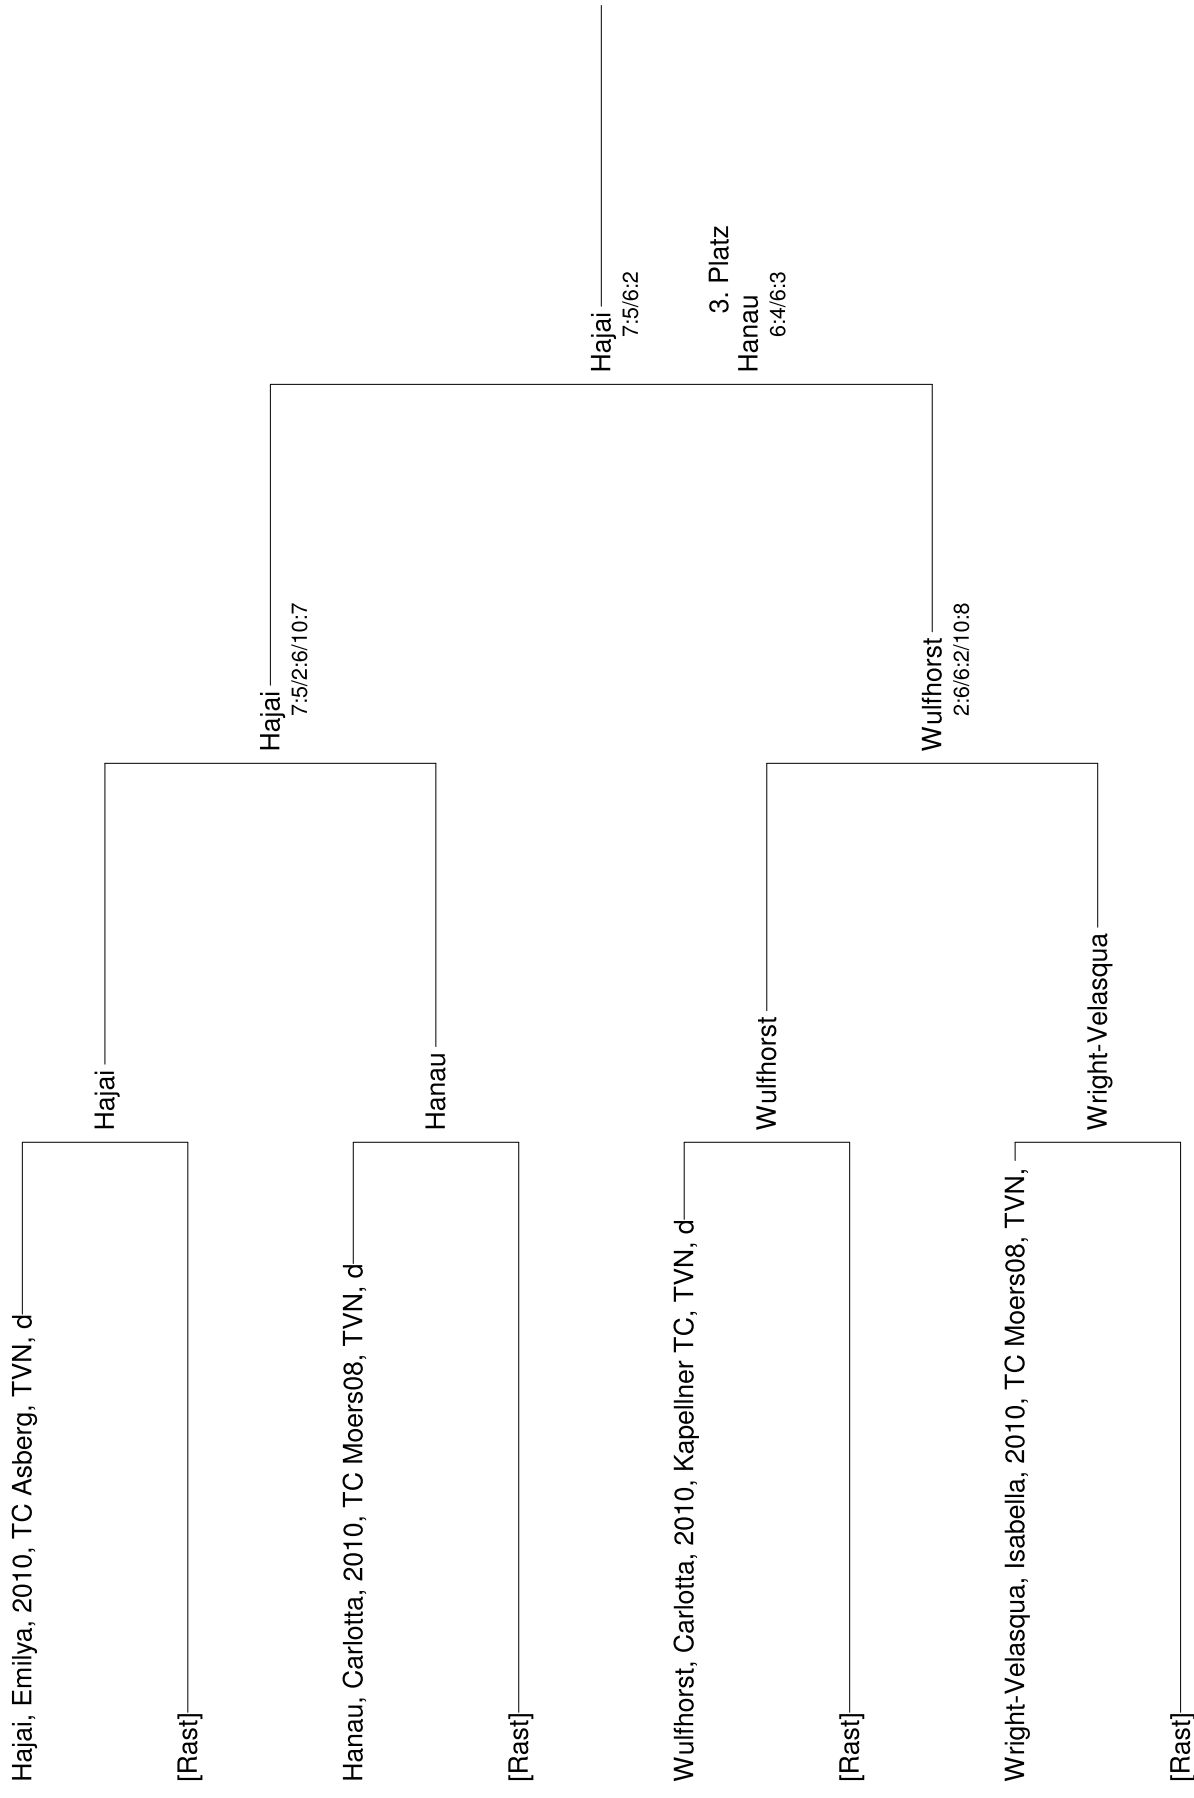 Hajai, Emilya, 2010, TC Asberg, TVN, d
[Rast]
Hanau, Carlotta, 2010, TC Moers08, TVN, d
[Rast]
Wulfhorst, Carlotta, 2010, Kapellner TC, TVN, d
[Rast]
Wright-Velasqua, Isabella, 2010, TC Moers08, TVN,
[Rast]
Hajai
Hanau
Wulfhorst
Wright-Velasqua
Hajai
7:5/2:6/10:7
Wulfhorst
2:6/6:2/10:8
Hajai
7:5/6:2
3. Platz
Hanau
6:4/6:3